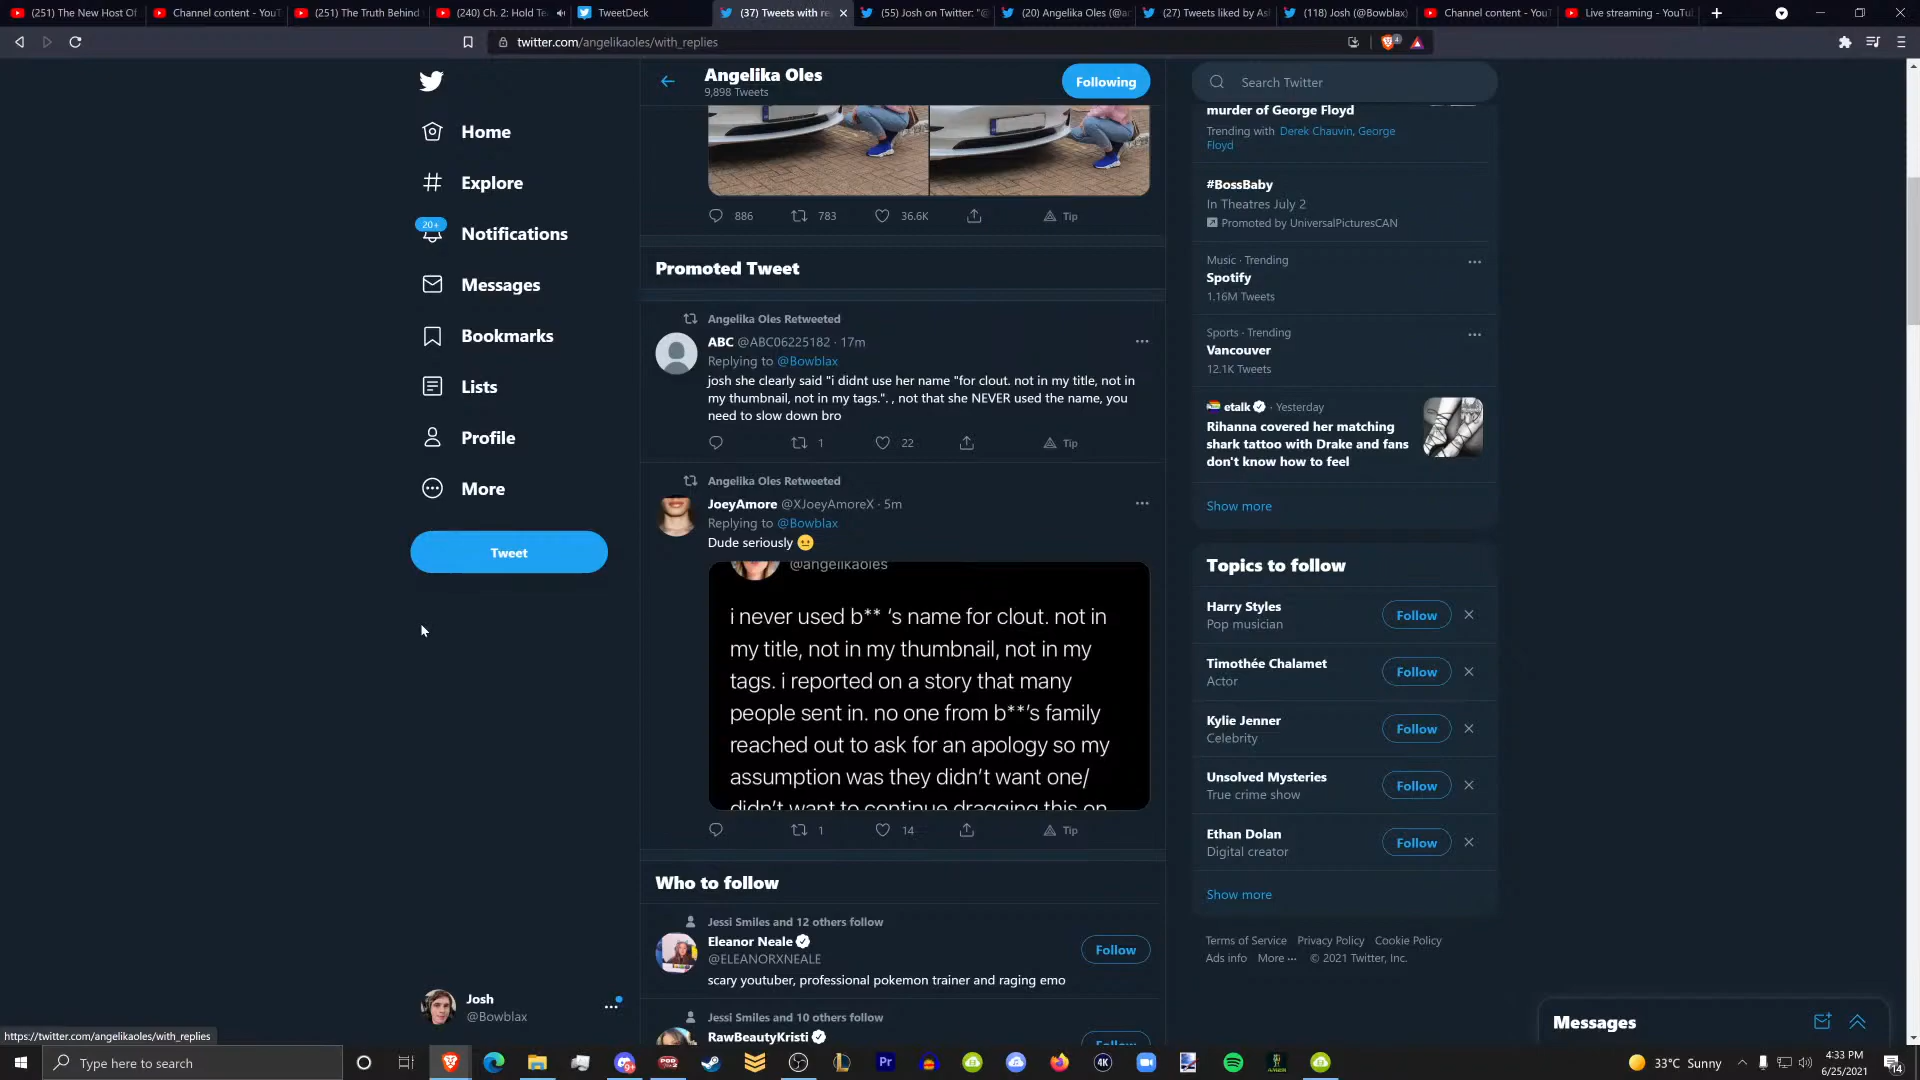 (251) The New Host Of
Channel content - YouT
(251) The Truth Behind
(240) Ch. 2: Hold Te
TweetDeck
(37) Tweets with re
(55) Josh on Twitter: "@
(20) Angelika Oles (@a
(27) Tweets liked by As
(118) Josh (@Bowblax)
Channel content - YouT
Live streaming - YouTu
twitter.com/angelikaoles/with_replies
4
Home
Explore
20+
Notifications
Messages
Bookmarks
Lists
Profile
More
Tweet
Josh
@Bowblax
https://twitter.com/angelikaoles/with_replies
Angelika Oles
9,898 Tweets
Following
886 783 36.6K Tip
Promoted Tweet
Angelika Oles Retweeted
ABC @ABC06225182 · 17m
Replying to @Bowblax
josh she clearly said "i didnt use her name "for clout. not in my title, not in
my thumbnail, not in my tags.". , not that she NEVER used the name, you
need to slow down bro
1 22 Tip
Angelika Oles Retweeted
JoeyAmore @XJoeyAmoreX · 5m
Replying to @Bowblax
Dude seriously 😐
@angelikaoles
i never used b** 's name for clout. not in
my title, not in my thumbnail, not in my
tags. i reported on a story that many
people sent in. no one from b**'s family
reached out to ask for an apology so my
assumption was they didn't want one/
didn't want to continue dragging this on
1 14 Tip
Who to follow
Jessi Smiles and 12 others follow
Eleanor Neale
@ELEANORXNEALE
Follow
scary youtuber, professional pokemon trainer and raging emo
Jessi Smiles and 10 others follow
RawBeautyKristi
Follow
Search Twitter
murder of George Floyd
Trending with Derek Chauvin, George
Floyd
#BossBaby
In Theatres July 2
Promoted by UniversalPicturesCAN
Music · Trending
Spotify
1.16M Tweets
Sports · Trending
Vancouver
12.1K Tweets
etalk · Yesterday
Rihanna covered her matching
shark tattoo with Drake and fans
don't know how to feel
Show more
Topics to follow
Harry Styles
Pop musician
Follow
Timothée Chalamet
Actor
Follow
Kylie Jenner
Celebrity
Follow
Unsolved Mysteries
True crime show
Follow
Ethan Dolan
Digital creator
Follow
Show more
Terms of Service Privacy Policy Cookie Policy
Ads info More ··· © 2021 Twitter, Inc.
Messages
Type here to search
Pr
4K
33°C Sunny
4:33 PM
6/25/2021
14